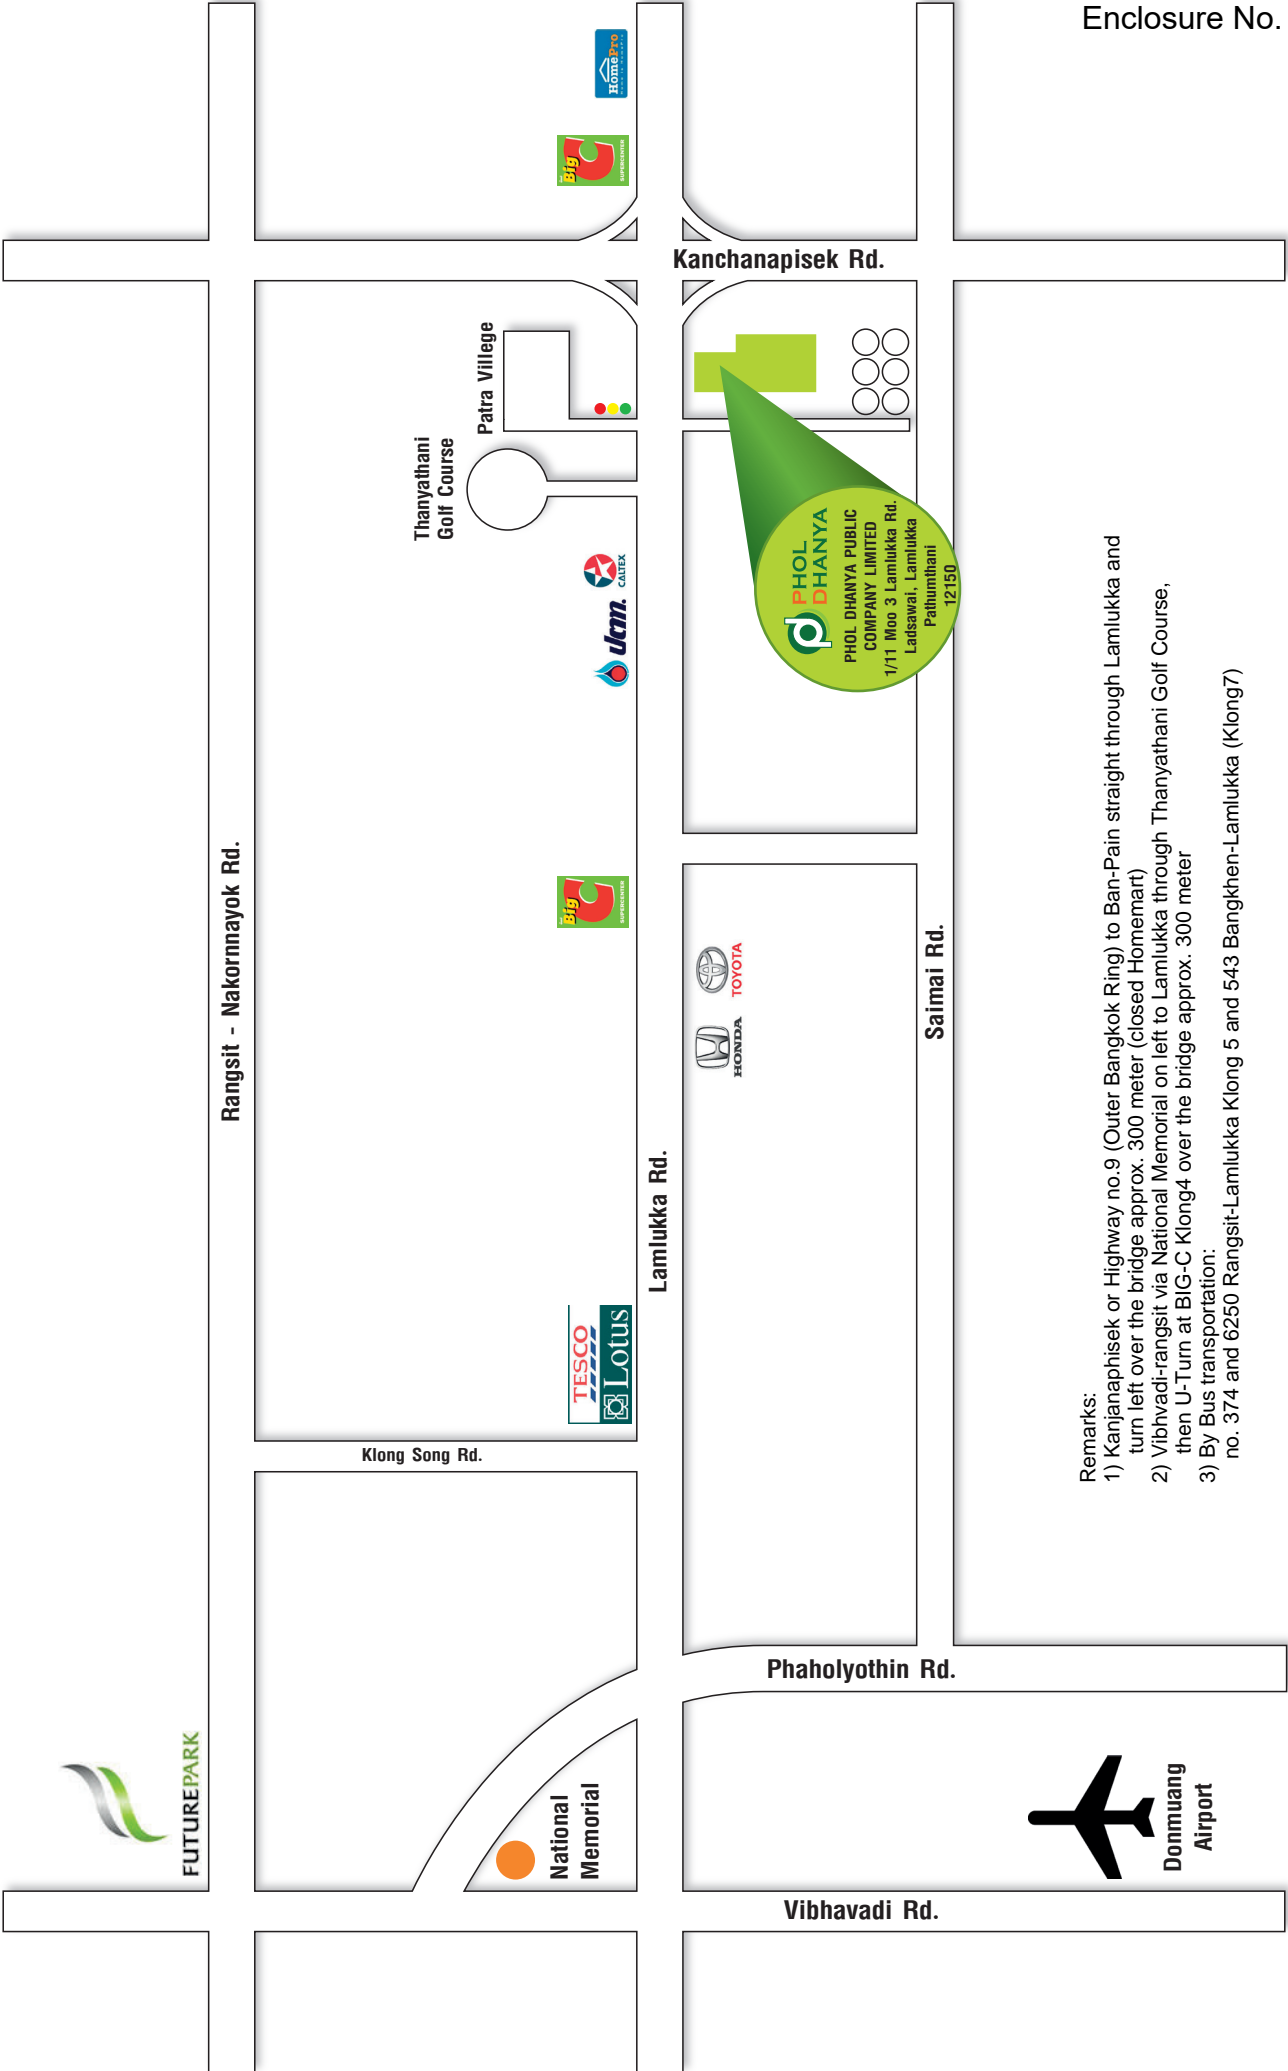 Enclosure No.
HomePro
Big C
SUPERCENTER
Kanchanapisek Rd.
Patra Villege
Thanyathani
Golf Course
CALTEX
PHOL
DHANYA
PHOL DHANYA PUBLIC
COMPANY LIMITED
1/11 Moo 3 Lamlukka Rd.
Ladsawai, Lamlukka
Pathumthani
12150
Rangsit - Nakornnayok Rd.
Big C
SUPERCENTER
TOYOTA
HONDA
Saimai Rd.
Lamlukka Rd.
TESCO
Lotus
Klong Song Rd.
Phaholyothin Rd.
FUTUREPARK
National
Memorial
Donmuang
Airport
Vibhavadi Rd.
Remarks:
1) Kanjanaphisek or Highway no.9 (Outer Bangkok Ring) to Ban-Pain straight through Lamlukka and
turn left over the bridge approx. 300 meter (closed Homemart)
2) Vibhvadi-rangsit via National Memorial on left to Lamlukka through Thanyathani Golf Course,
then U-Turn at BIG-C Klong4 over the bridge approx. 300 meter
3) By Bus transportation:
no. 374 and 6250 Rangsit-Lamlukka Klong 5 and 543 Bangkhen-Lamlukka (Klong7)